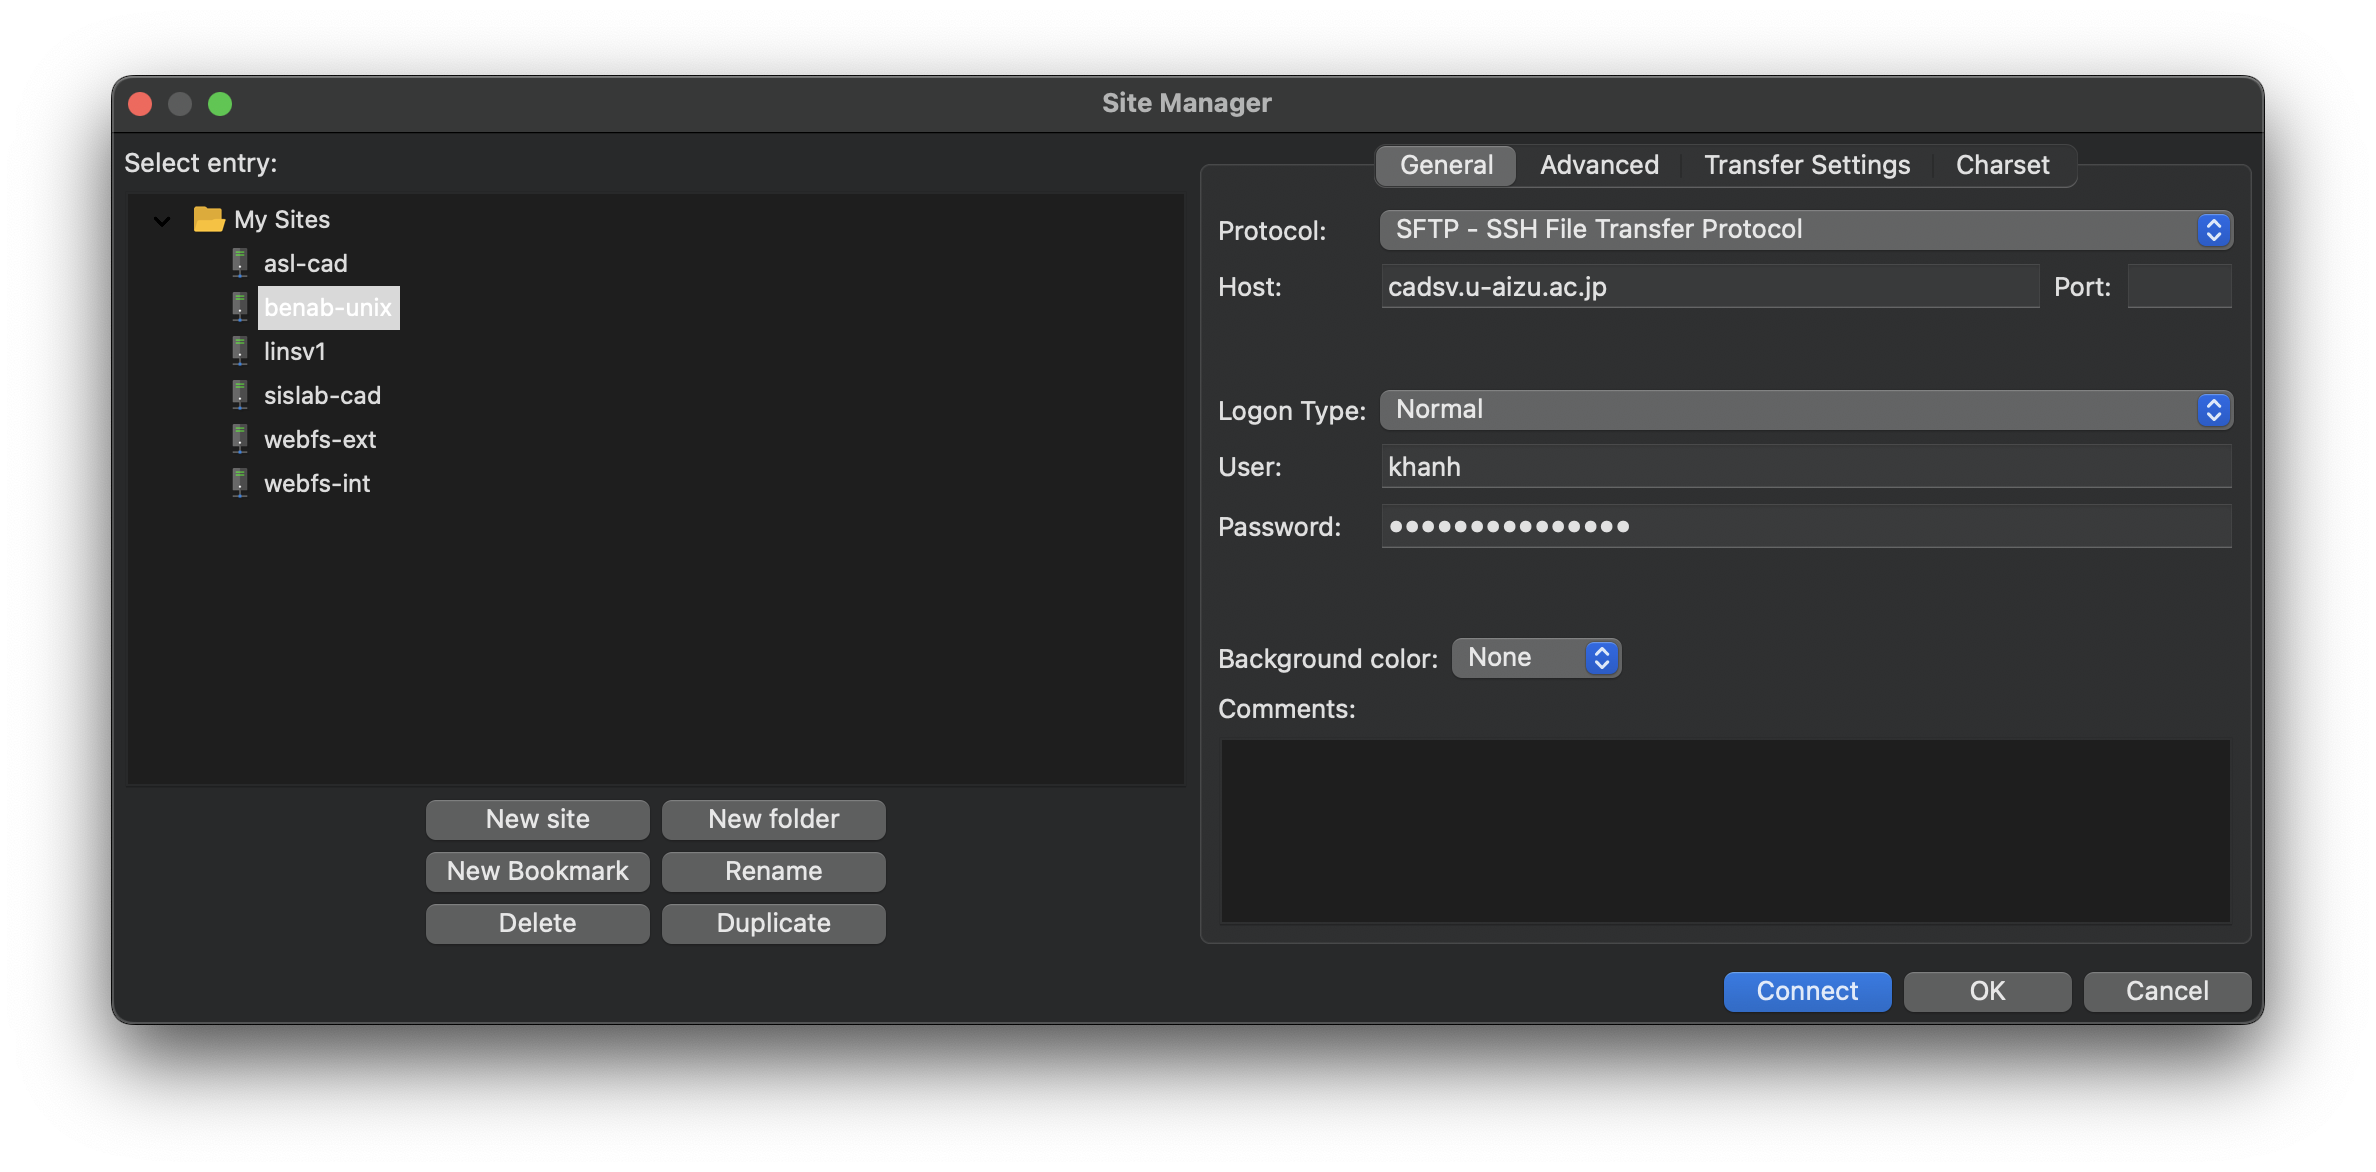 Site Manager
Select entry:
My Sites
asl-cad
benab-unix
linsv1
sislab-cad
webfs-ext
webfs-int
New site
New folder
New Bookmark
Rename
Delete
Duplicate
General
Advanced
Transfer Settings
Charset
Protocol: SFTP - SSH File Transfer Protocol
Host: cadsv.u-aizu.ac.jp Port:
Logon Type: Normal
User: khanh
Password: ●●●●●●●●●●●●●●●
Background color: None
Comments:
Connect
OK
Cancel